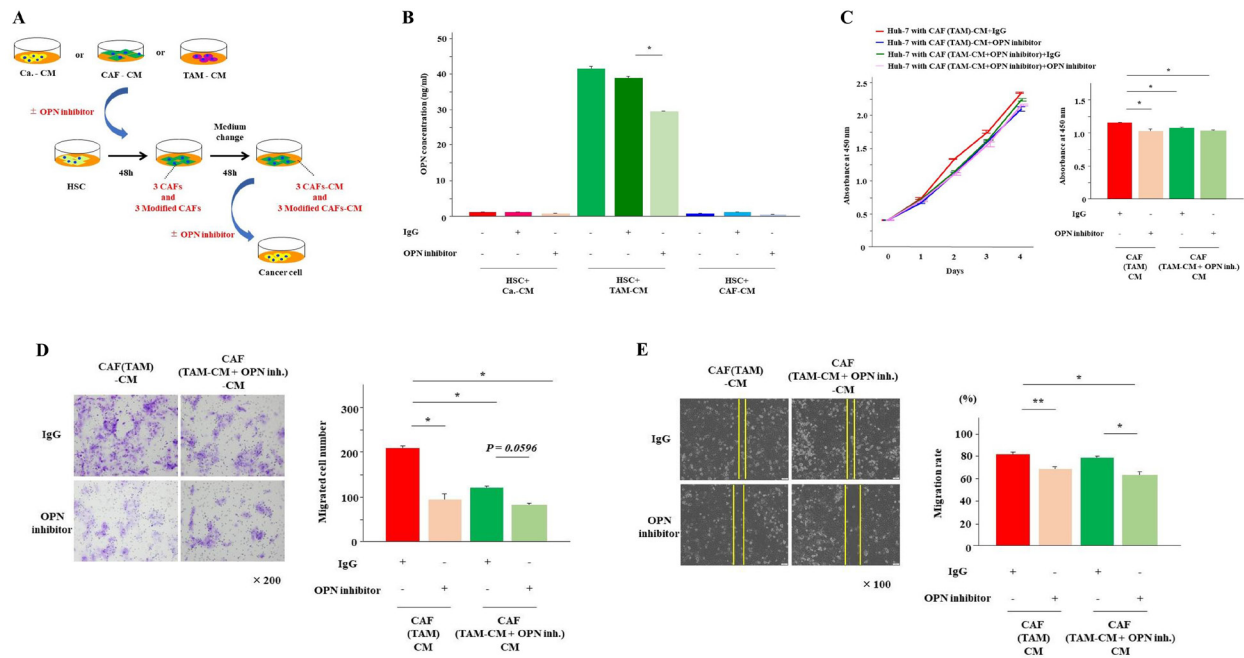 A
Ca. - CM
or
CAF - CM
or
TAM - CM
± OPN inhibitor
HSC
48h
Medium
change
48h
3 CAFs
and
3 Modified CAFs
3 CAFs-CM
and
3 Modified CAFs-CM
± OPN inhibitor
Cancer cell
B
OPN concentration (ng/ml)
50
40
30
20
10
0
*
IgG
- + - - + - - + -
OPN inhibitor
- - + - - + - - +
HSC+
Ca.-CM
HSC+
TAM-CM
HSC+
CAF-CM
C
Huh-7 with CAF (TAM)-CM+IgG
Huh-7 with CAF (TAM)-CM+OPN inhibitor
Huh-7 with CAF (TAM-CM+OPN inhibitor)+IgG
Huh-7 with CAF (TAM-CM+OPN inhibitor)+OPN inhibitor
Absorbance at 450 nm
2.4
2.0
1.6
1.2
0.8
0.4
0
0 1 2 3 4
Days
Absorbance at 450 nm
1.5
1.0
0.5
0
*
*
*
IgG
+ - + -
OPN inhibitor
- + - +
CAF
(TAM)
CM
CAF
(TAM-CM + OPN inh.)
CM
D
CAF(TAM)
-CM
CAF
(TAM-CM + OPN inh.)
-CM
IgG
OPN
inhibitor
× 200
Migrated cell number
300
200
100
0
*
*
*
P = 0.0596
IgG
+ - + -
OPN inhibitor
- + - +
CAF
(TAM)
CM
CAF
(TAM-CM + OPN inh.)
CM
E
CAF(TAM)
-CM
CAF
(TAM-CM + OPN inh.)
-CM
IgG
OPN
inhibitor
× 100
(%)
Migration rate
100
80
60
40
20
0
*
**
*
IgG
+ - + -
OPN inhibitor
- + - +
CAF
(TAM)
CM
CAF
(TAM-CM + OPN inh.)
CM